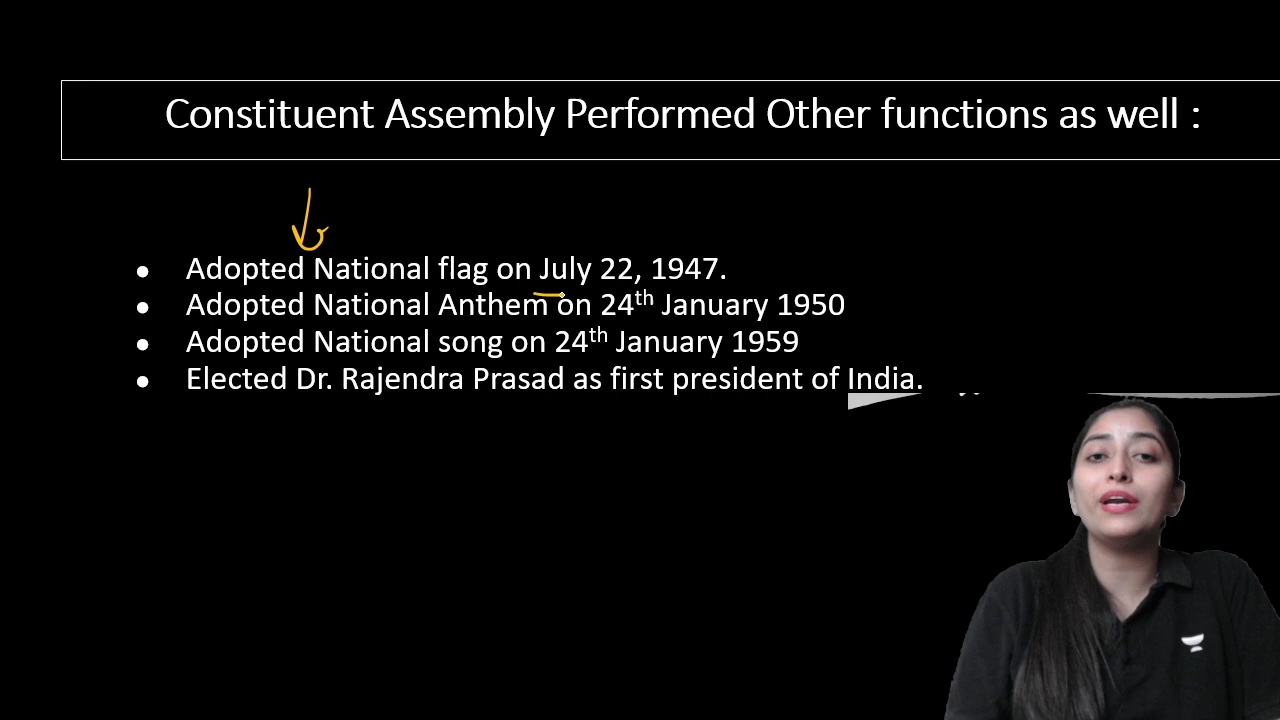 Constituent Assembly Performed Other functions as well :
● Adopted National flag on July 22, 1947.
● Adopted National Anthem on 24th January 1950
● Adopted National song on 24th January 1959
● Elected Dr. Rajendra Prasad as first president of India.